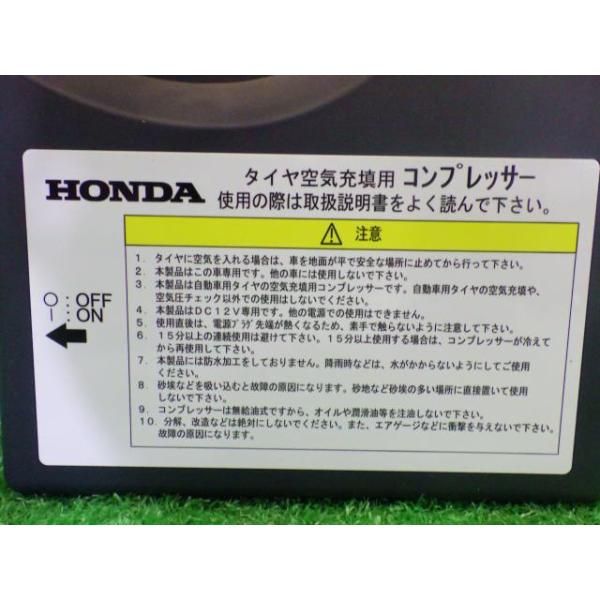 HONDA
タイヤ空気充填用 コンプレッサー
使用の際は取扱説明書をよく読んで下さい。
⚠ 注意
○:OFF
|:ON
1. タイヤに空気を入れる場合は、車を地面が平で安全な場所に止めてから行って下さい。
2. 本製品はこの車専用です。他の車には使用しないで下さい。
3. 本製品は自動車用タイヤの空気充填用コンプレッサーです。自動車用タイヤの空気充填や、
空気圧チェック以外での使用はしないでください。
4. 本製品はDC12V専用です。他の電源での使用はできません。
5. 使用直後は、電源プラグ先端が熱くなるため、素手で触らないように注意して下さい。
6. 15分以上の連続使用は避けて下さい。15分以上使用する場合は、コンプレッサーが冷えて
から再使用して下さい。
7. 本製品には防水加工をしておりません。降雨時などは、水がかからないようにしてご使用
ください。
8. 砂埃などを吸い込むと故障の原因になります。砂地など砂埃の多い場所に直接置いて使用
しないで下さい。
9. コンプレッサーは無給油式ですから、オイルや潤滑油等を注油しないで下さい。
10. 分解、改造などは絶対にしないでください。また、エアゲージなどに衝撃を与えないで下さい。
故障の原因になります。